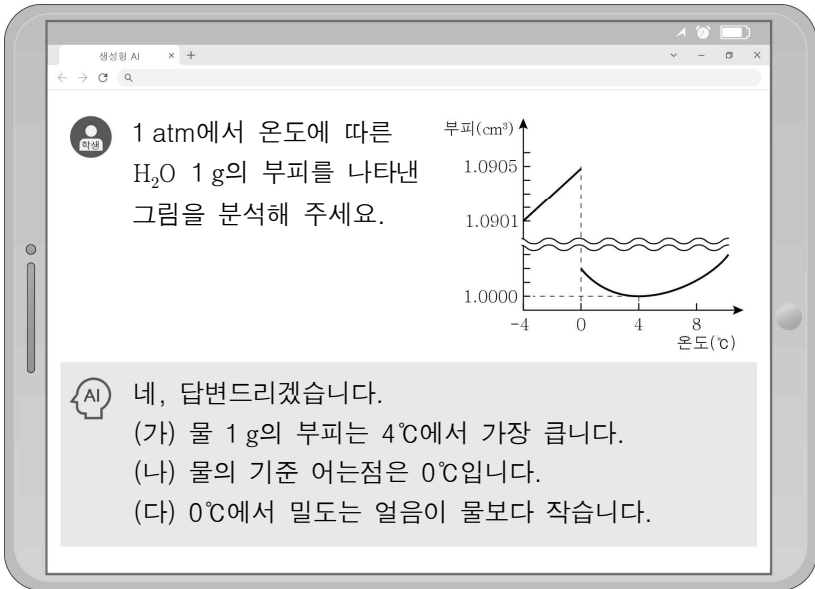 생성형 AI × +
학생
1 atm에서 온도에 따른
H₂O 1 g의 부피를 나타낸
그림을 분석해 주세요.
부피(cm³)
1.0905
1.0901
1.0000
-4 0 4 8
온도(℃)
AI
네, 답변드리겠습니다.
(가) 물 1 g의 부피는 4℃에서 가장 큽니다.
(나) 물의 기준 어는점은 0℃입니다.
(다) 0℃에서 밀도는 얼음이 물보다 작습니다.